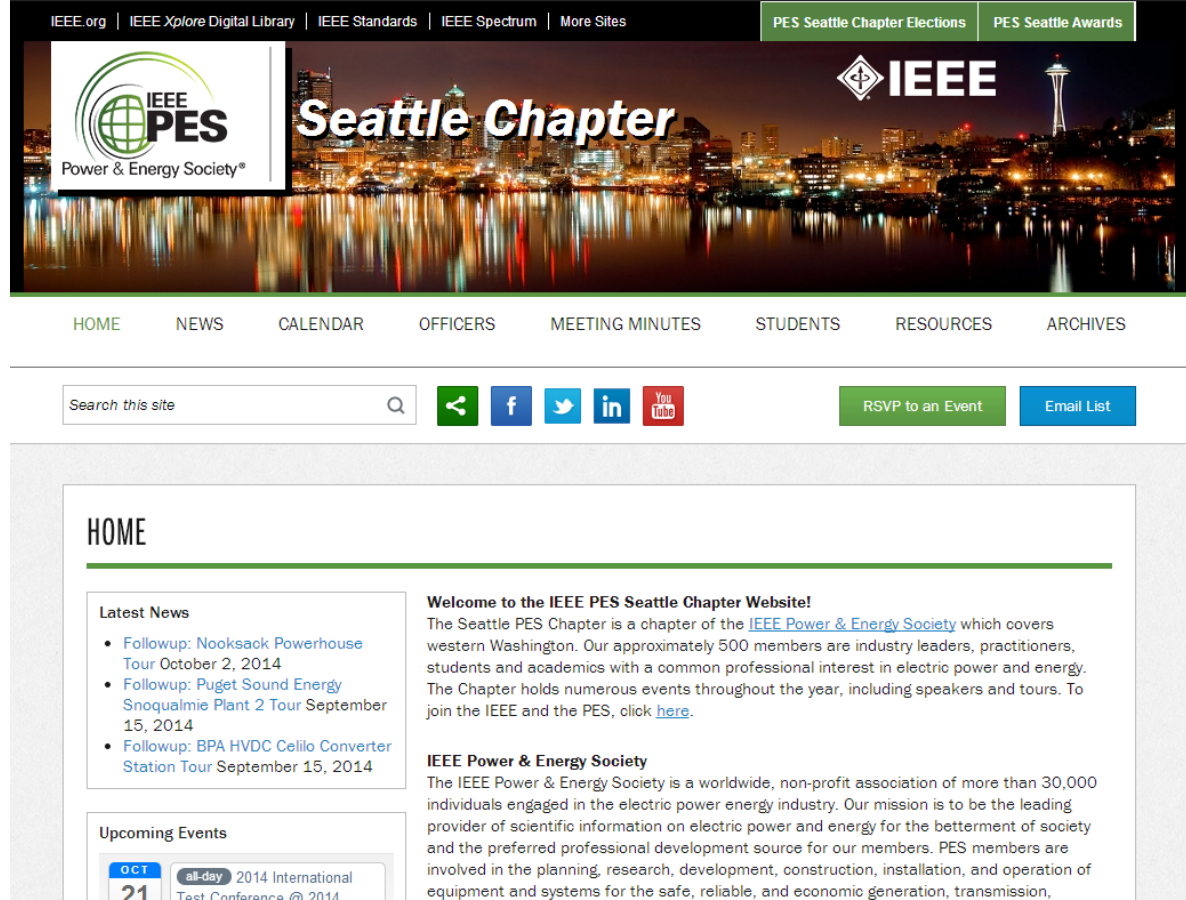 IEEE.org | IEEE Xplore Digital Library | IEEE Standards | IEEE Spectrum | More Sites
PES Seattle Chapter Elections | PES Seattle Awards
IEEE
PES
Power & Energy Society®
Seattle Chapter
IEEE
HOME NEWS CALENDAR OFFICERS MEETING MINUTES STUDENTS RESOURCES ARCHIVES
Search this site
f
in
You
Tube
RSVP to an Event
Email List
HOME
Latest News
• Followup: Nooksack Powerhouse
Tour October 2, 2014
• Followup: Puget Sound Energy
Snoqualmie Plant 2 Tour September
15, 2014
• Followup: BPA HVDC Celilo Converter
Station Tour September 15, 2014
Upcoming Events
OCT
21
all-day 2014 International
Test Conference @ 2014
Welcome to the IEEE PES Seattle Chapter Website!
The Seattle PES Chapter is a chapter of the IEEE Power & Energy Society which covers
western Washington. Our approximately 500 members are industry leaders, practitioners,
students and academics with a common professional interest in electric power and energy.
The Chapter holds numerous events throughout the year, including speakers and tours. To
join the IEEE and the PES, click here.
IEEE Power & Energy Society
The IEEE Power & Energy Society is a worldwide, non-profit association of more than 30,000
individuals engaged in the electric power energy industry. Our mission is to be the leading
provider of scientific information on electric power and energy for the betterment of society
and the preferred professional development source for our members. PES members are
involved in the planning, research, development, construction, installation, and operation of
equipment and systems for the safe, reliable, and economic generation, transmission,